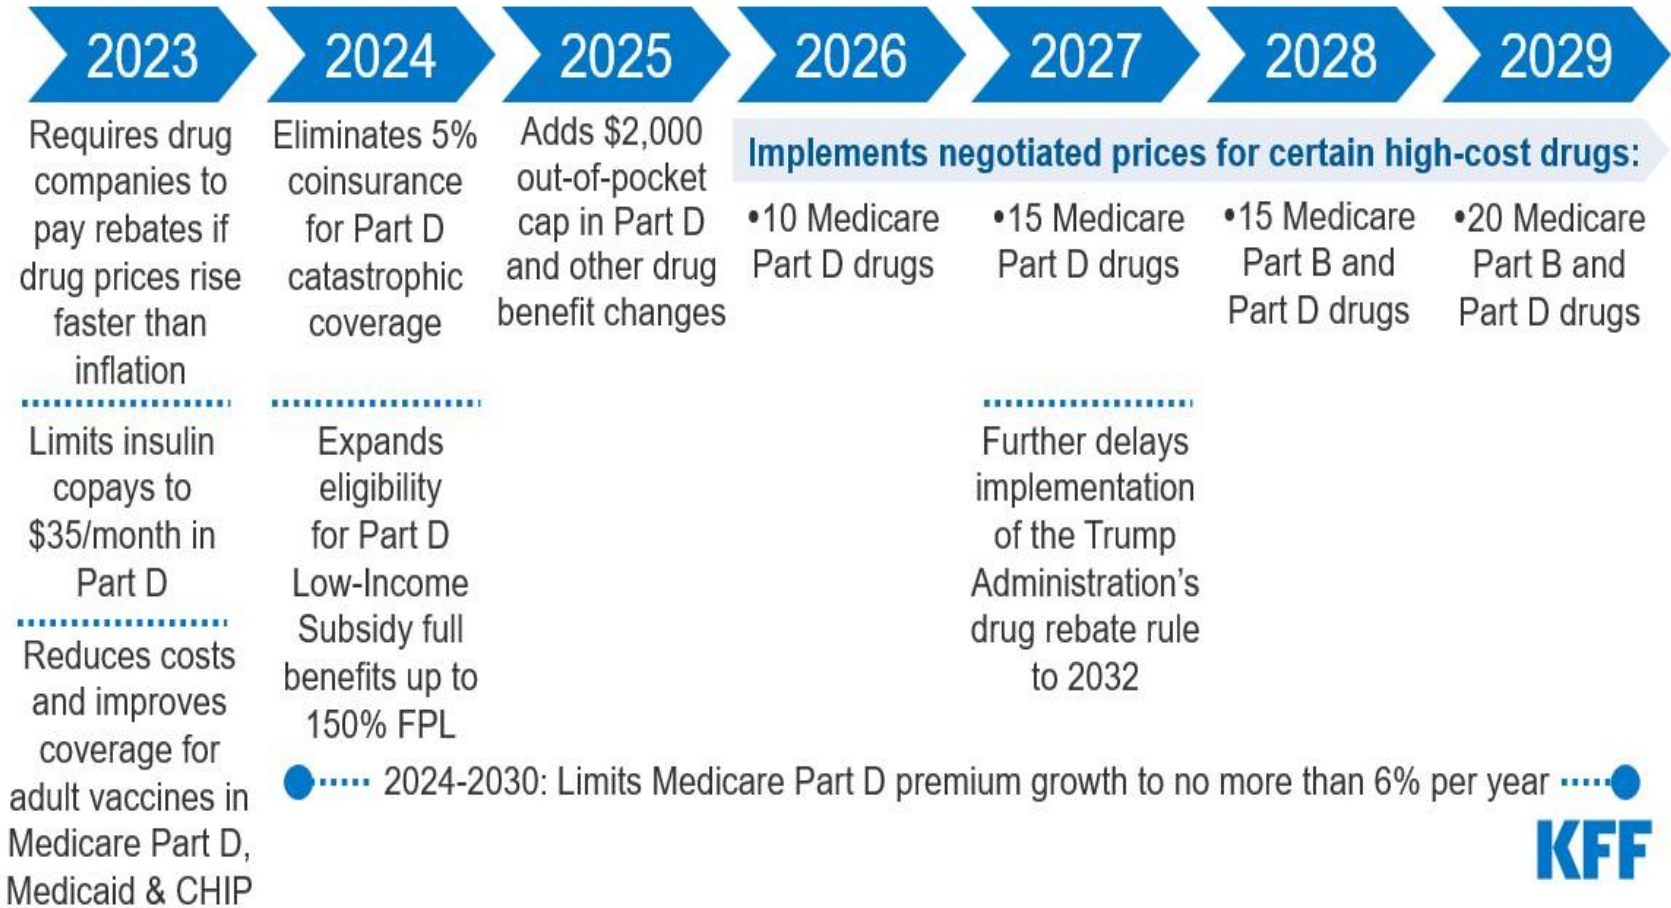 2023
Requires drug
companies to
pay rebates if
drug prices rise
faster than
inflation
Limits insulin
copays to
$35/month in
Part D
Reduces costs
and improves
coverage for
adult vaccines in
Medicare Part D,
Medicaid & CHIP
2024
Eliminates 5%
coinsurance
for Part D
catastrophic
coverage
Expands
eligibility
for Part D
Low-Income
Subsidy full
benefits up to
150% FPL
2025
Adds $2,000
out-of-pocket
cap in Part D
and other drug
benefit changes
2026
2027
2028
2029
Implements negotiated prices for certain high-cost drugs:
•10 Medicare
Part D drugs
•15 Medicare
Part D drugs
•15 Medicare
Part B and
Part D drugs
•20 Medicare
Part B and
Part D drugs
Further delays
implementation
of the Trump
Administration’s
drug rebate rule
to 2032
2024-2030: Limits Medicare Part D premium growth to no more than 6% per year
KFF